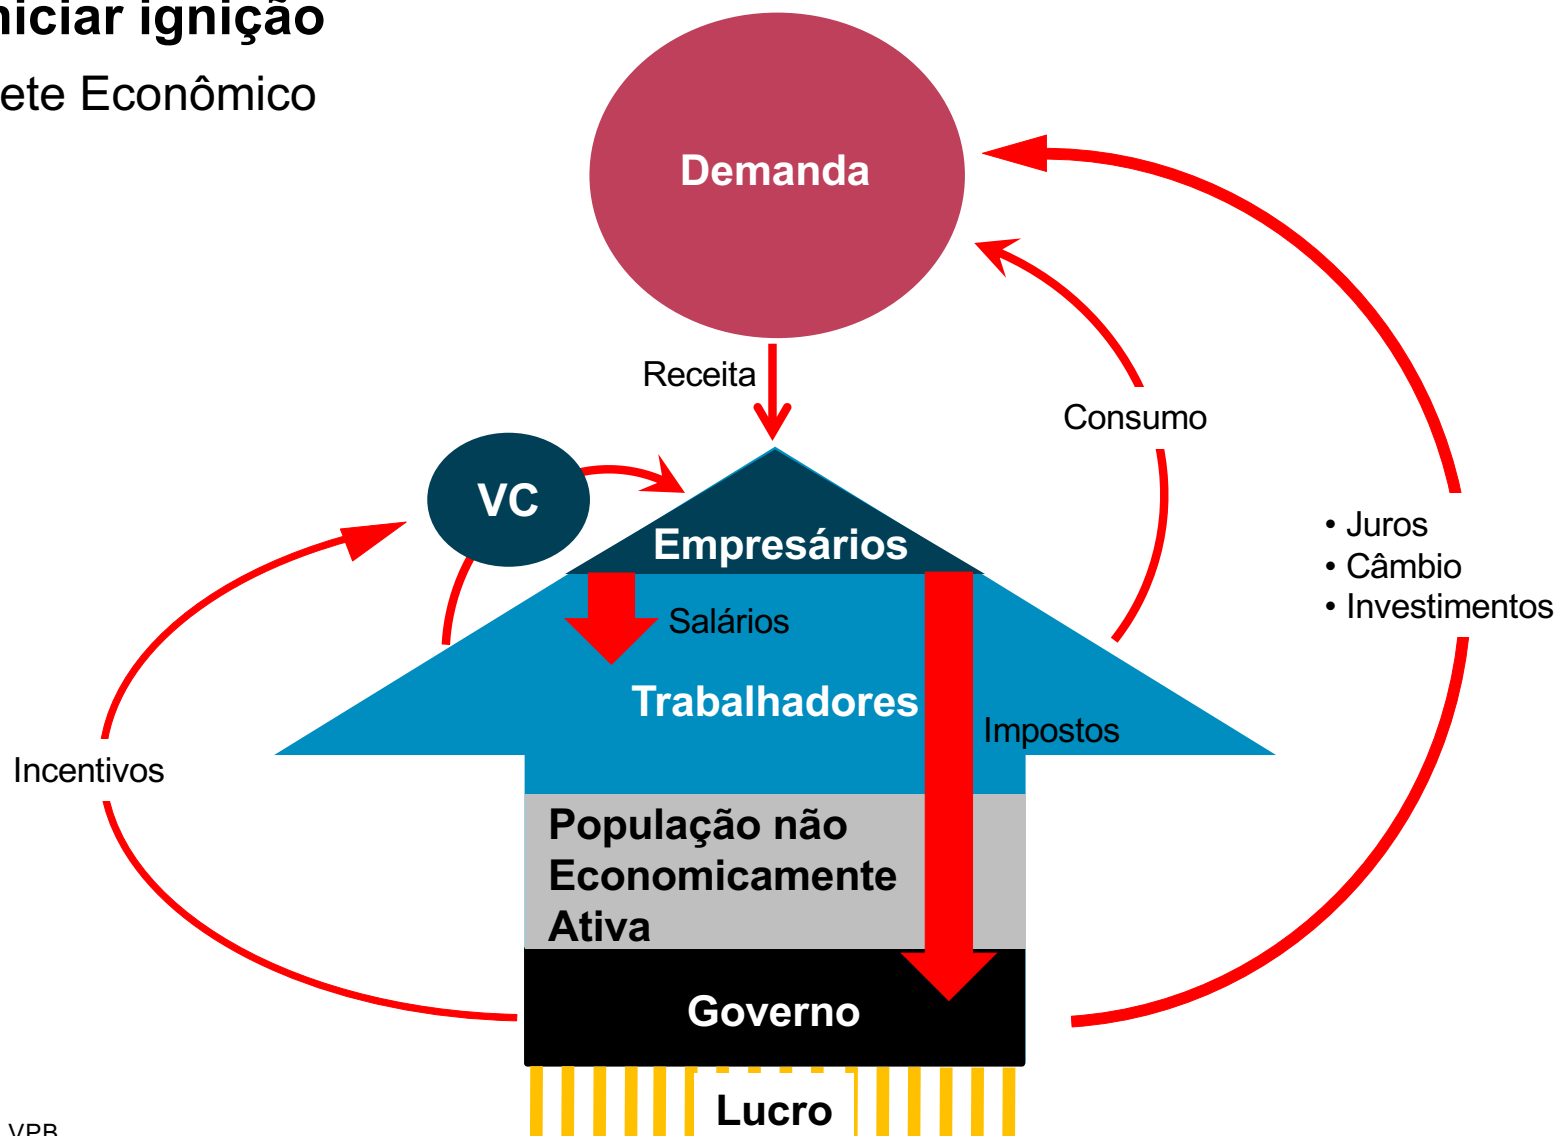 niciar ignição
ete Econômico
Demanda
Receita
Consumo
VC
Empresários
• Juros
• Câmbio
• Investimentos
Salários
Trabalhadores
Impostos
Incentivos
População não
Economicamente
Ativa
Governo
Lucro
VPB